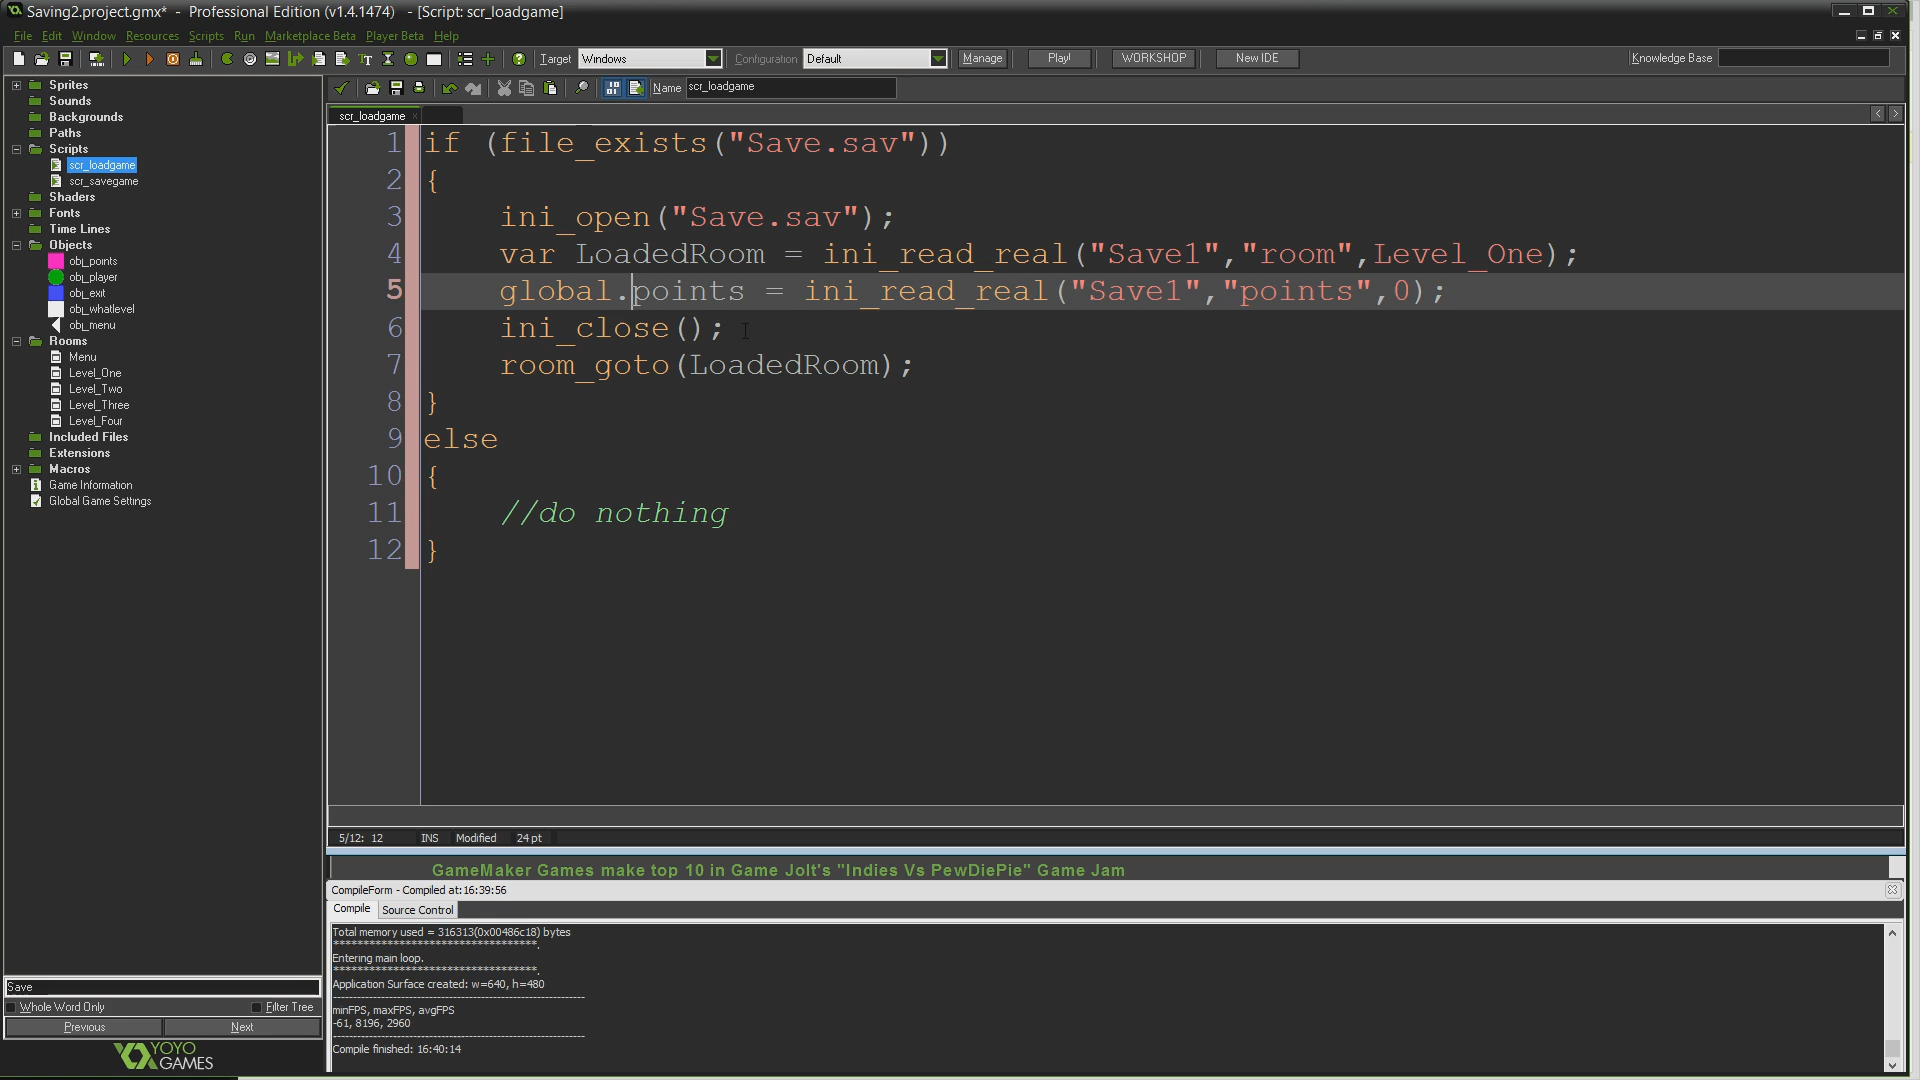 Saving2.project.gmx* - Professional Edition (v1.4.1474) - [Script: scr_loadgame]
File Edit Window Resources Scripts Run Marketplace Beta Player Beta Help
Target Windows Configuration Default Manage Play! WORKSHOP New IDE Knowledge Base
Name scr_loadgame
scr_loadgame
Sprites
Sounds
Backgrounds
Paths
Scripts
scr_loadgame
scr_savegame
Shaders
Fonts
Time Lines
Objects
obj_points
obj_player
obj_exit
obj_whatlevel
obj_menu
Rooms
Menu
Level_One
Level_Two
Level_Three
Level_Four
Included Files
Extensions
Macros
Game Information
Global Game Settings
Save
Whole Word Only Filter Tree
Previous Next
YOYO
GAMES
1 if (file_exists("Save.sav"))
2 {
3 ini_open("Save.sav");
4 var LoadedRoom = ini_read_real("Save1","room",Level_One);
5 global.points = ini_read_real("Save1","points",0);
6 ini_close();
7 room_goto(LoadedRoom);
8 }
9 else
10 {
11 //do nothing
12 }
5/12: 12 INS Modified 24 pt
GameMaker Games make top 10 in Game Jolt's "Indies Vs PewDiePie" Game Jam
CompileForm - Compiled at: 16:39:56
Compile Source Control
Total memory used = 316313(0x00486c18) bytes
**********************************.
Entering main loop.
**********************************.
Application Surface created: w=640, h=480
---------------------------------------------------------------
minFPS, maxFPS, avgFPS
-61, 8196, 2960
---------------------------------------------------------------
Compile finished: 16:40:14